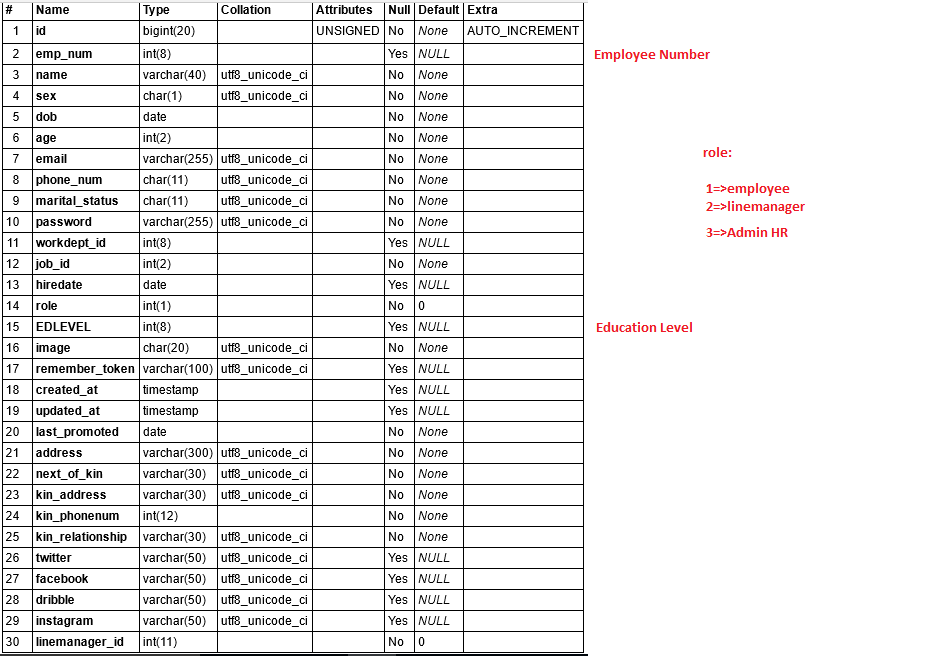 # Name Type Collation Attributes Null Default Extra
1 id bigint(20) UNSIGNED No None AUTO_INCREMENT
2 emp_num int(8) Yes NULL Employee Number
3 name varchar(40) utf8_unicode_ci No None
4 sex char(1) utf8_unicode_ci No None
5 dob date No None
6 age int(2) No None
7 email varchar(255) utf8_unicode_ci No None role:
8 phone_num char(11) utf8_unicode_ci No None
9 marital_status char(11) utf8_unicode_ci No None 1=>employee
10 password varchar(255) utf8_unicode_ci No None 2=>linemanager
11 workdept_id int(8) Yes NULL 3=>Admin HR
12 job_id int(2) No None
13 hiredate date Yes NULL
14 role int(1) No 0
15 EDLEVEL int(8) Yes NULL Education Level
16 image char(20) utf8_unicode_ci No None
17 remember_token varchar(100) utf8_unicode_ci Yes NULL
18 created_at timestamp Yes NULL
19 updated_at timestamp Yes NULL
20 last_promoted date No None
21 address varchar(300) utf8_unicode_ci No None
22 next_of_kin varchar(30) utf8_unicode_ci No None
23 kin_address varchar(30) utf8_unicode_ci No None
24 kin_phonenum int(12) No None
25 kin_relationship varchar(30) utf8_unicode_ci No None
26 twitter varchar(50) utf8_unicode_ci Yes NULL
27 facebook varchar(50) utf8_unicode_ci Yes NULL
28 dribble varchar(50) utf8_unicode_ci Yes NULL
29 instagram varchar(50) utf8_unicode_ci Yes NULL
30 linemanager_id int(11) No 0